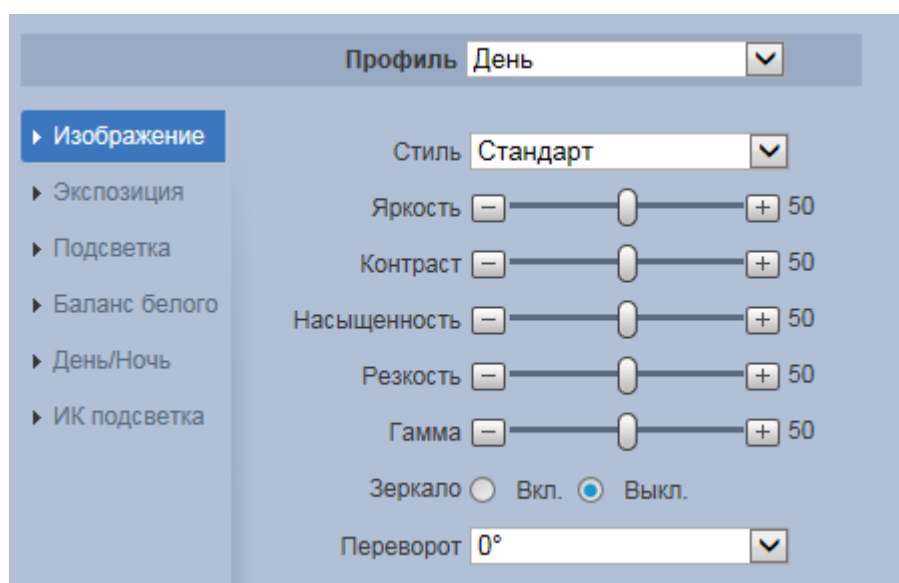 Профиль День
Изображение
Стиль Стандарт
Экспозиция
Яркость 50
Подсветка
Контраст 50
Баланс белого
Насыщенность 50
День/Ночь
Резкость 50
ИК подсветка
Гамма 50
Зеркало Вкл. Выкл.
Переворот 0°